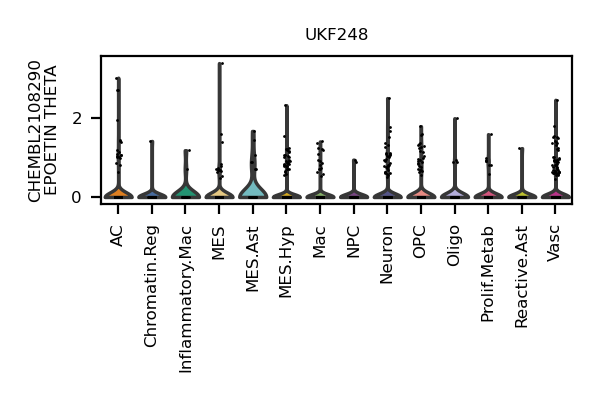 UKF248
CHEMBL2108290
EPOETIN THETA
2
0
AC
Chromatin.Reg
Inflammatory.Mac
MES
MES.Ast
MES.Hyp
Mac
NPC
Neuron
OPC
Oligo
Prolif.Metab
Reactive.Ast
Vasc